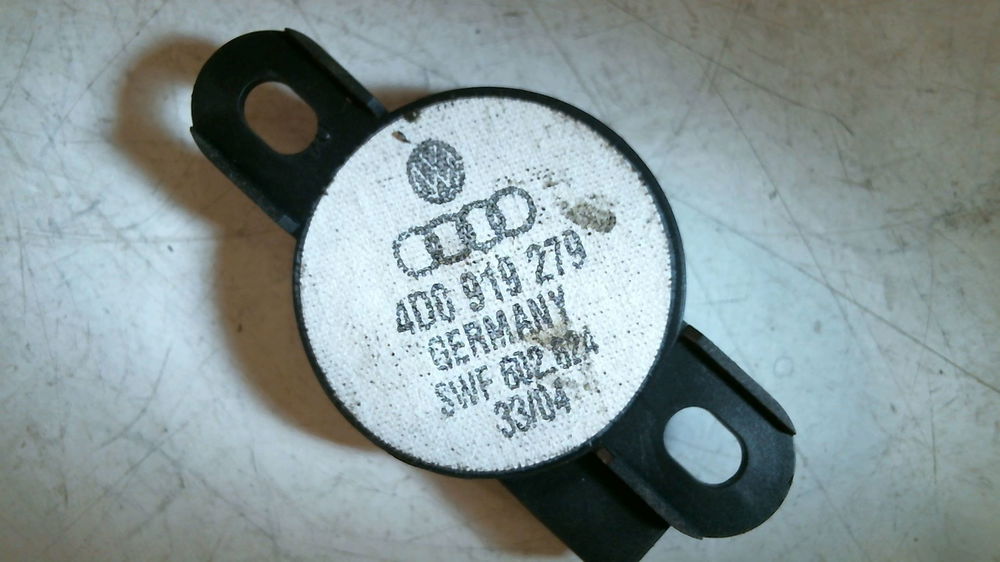 4D0 919 279
GERMANY
SWF 602.824
33/04